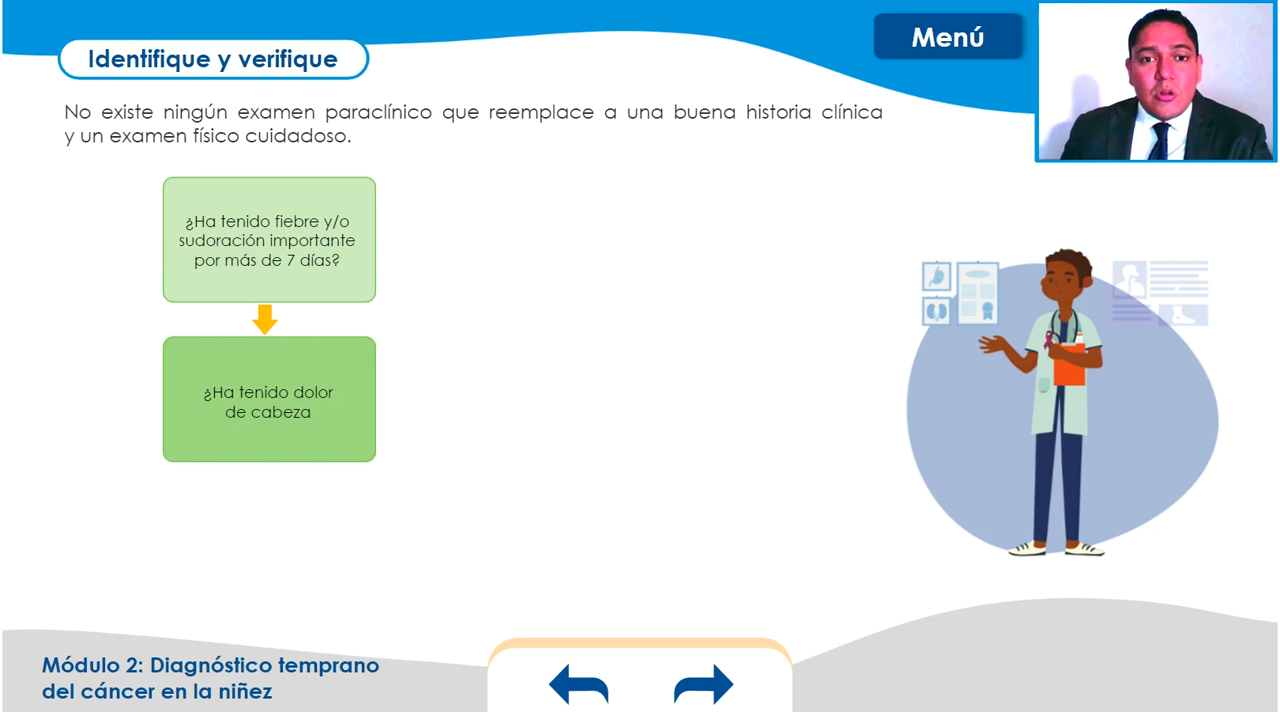 Menú
Identifique y verifique
No existe ningún examen paraclínico que reemplace a una buena historia clínica
y un examen físico cuidadoso.
¿Ha tenido fiebre y/o
sudoración importante
por más de 7 días?
¿Ha tenido dolor
de cabeza
Módulo 2: Diagnóstico temprano
del cáncer en la niñez